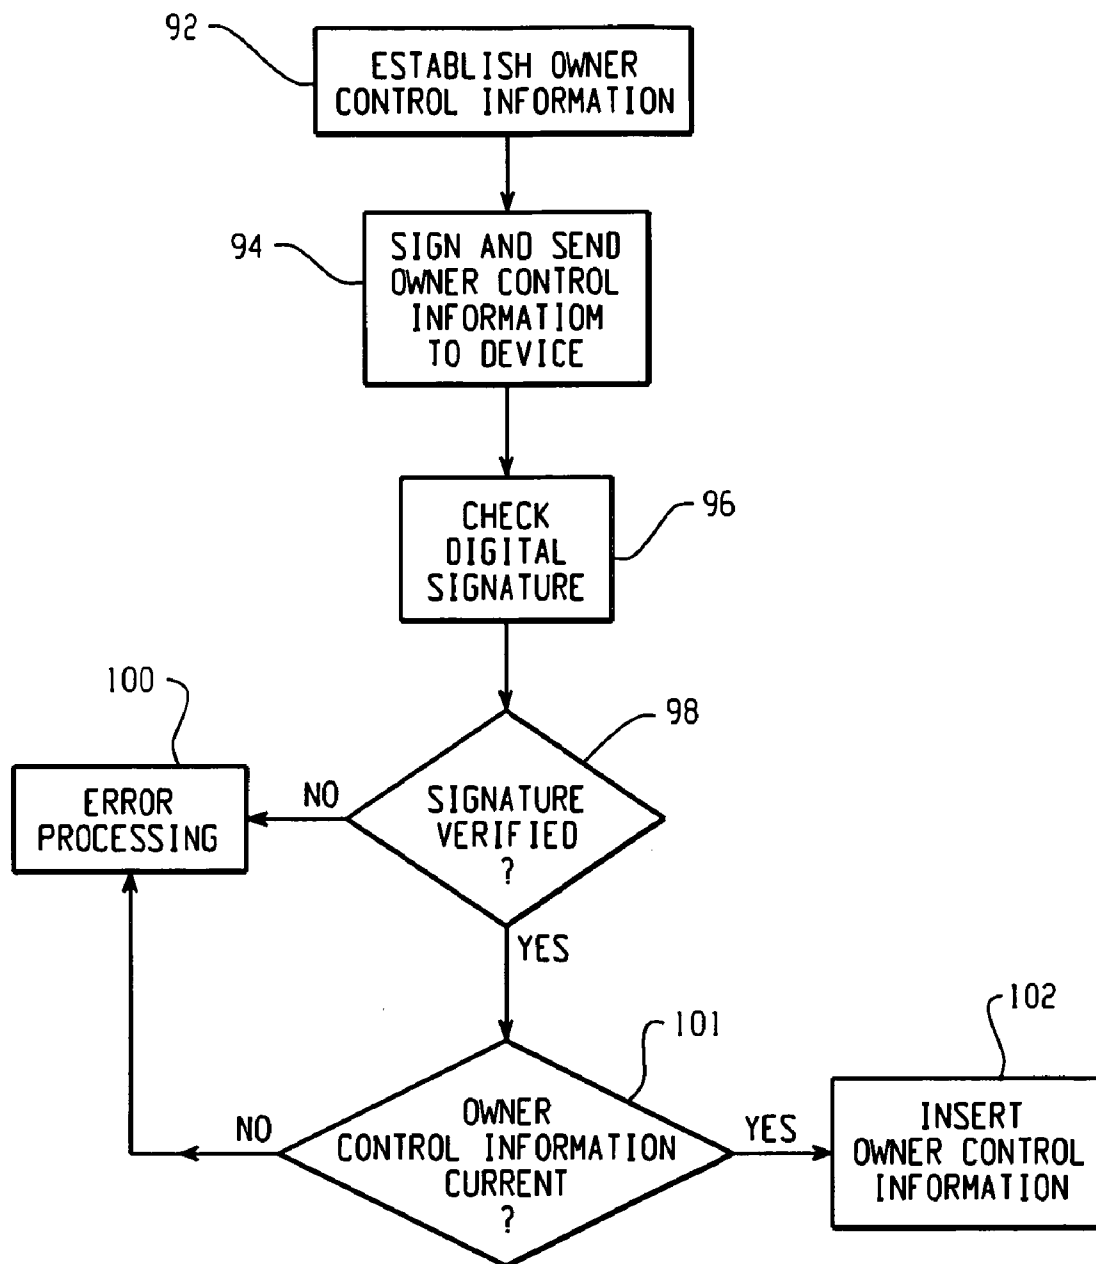 92
ESTABLISH OWNER
CONTROL INFORMATION
94
SIGN AND SEND
OWNER CONTROL
INFORMATIOM
TO DEVICE
96
CHECK
DIGITAL
SIGNATURE
98
SIGNATURE
VERIFIED
?
NO
100
ERROR
PROCESSING
YES
101
OWNER
CONTROL INFORMATION
CURRENT
?
NO
YES
102
INSERT
OWNER CONTROL
INFORMATION